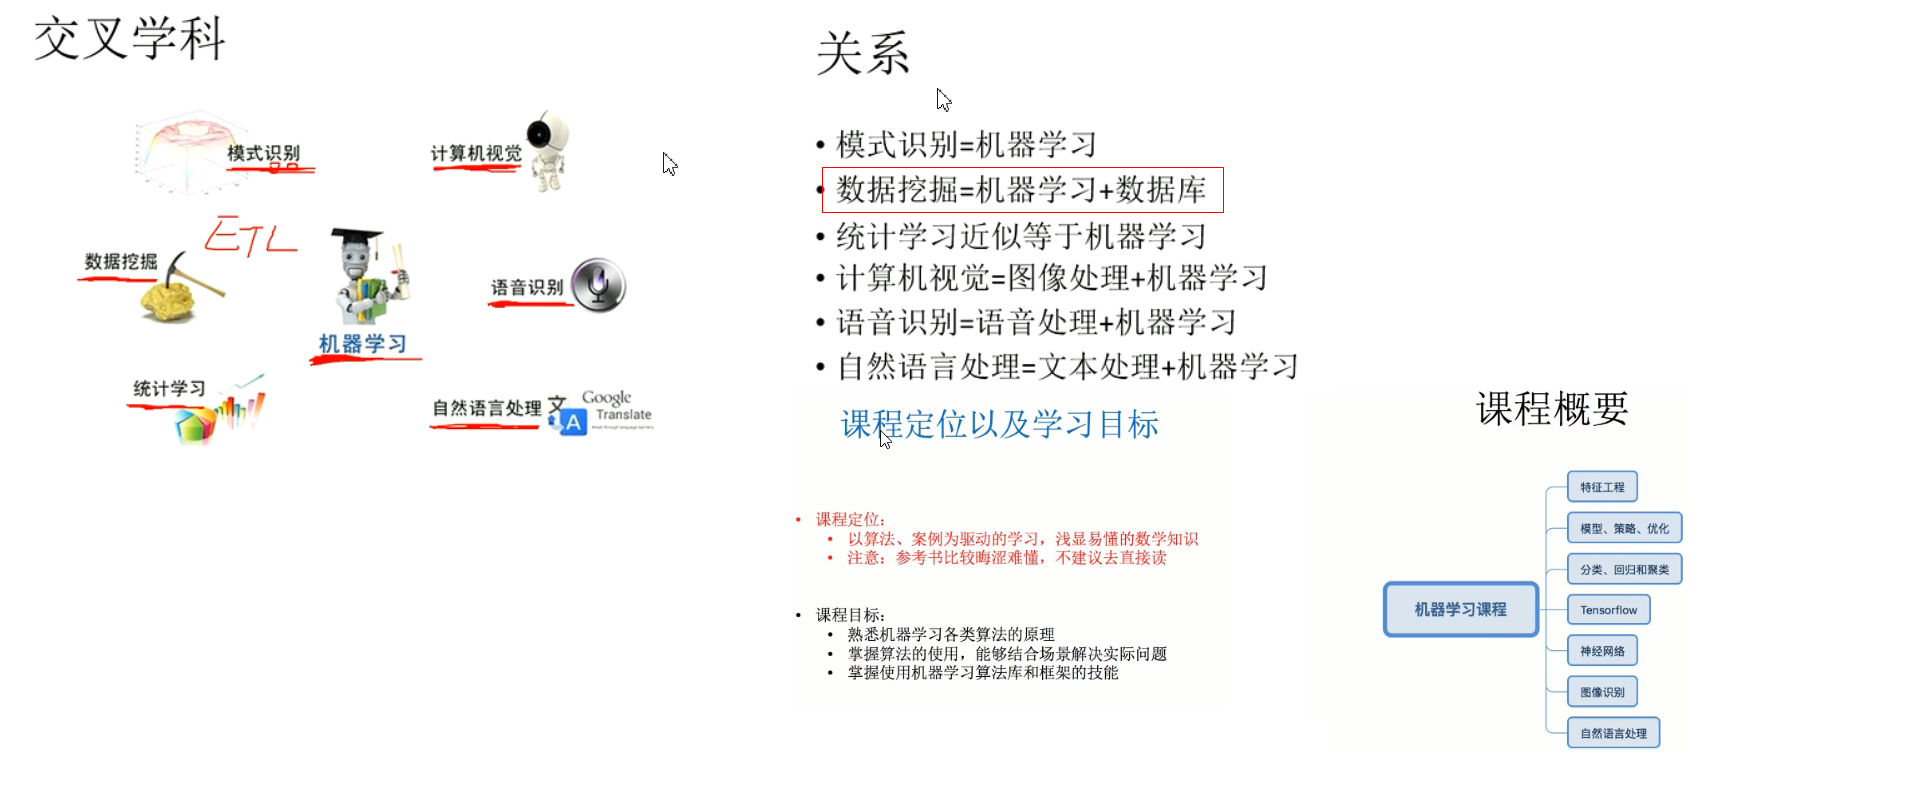 交叉学科
模式识别
计算机视觉
ETL
数据挖掘
语音识别
机器学习
统计学习
自然语言处理
文
A
Google
Translate
关系
• 模式识别=机器学习
• 数据挖掘=机器学习+数据库
• 统计学习近似等于机器学习
• 计算机视觉=图像处理+机器学习
• 语音识别=语音处理+机器学习
• 自然语言处理=文本处理+机器学习
课程定位以及学习目标
• 课程定位：
• 以算法、案例为驱动的学习，浅显易懂的数学知识
• 注意：参考书比较晦涩难懂，不建议去直接读
• 课程目标：
• 熟悉机器学习各类算法的原理
• 掌握算法的使用，能够结合场景解决实际问题
• 掌握使用机器学习算法库和框架的技能
课程概要
机器学习课程
特征工程
模型、策略、优化
分类、回归和聚类
Tensorflow
神经网络
图像识别
自然语言处理